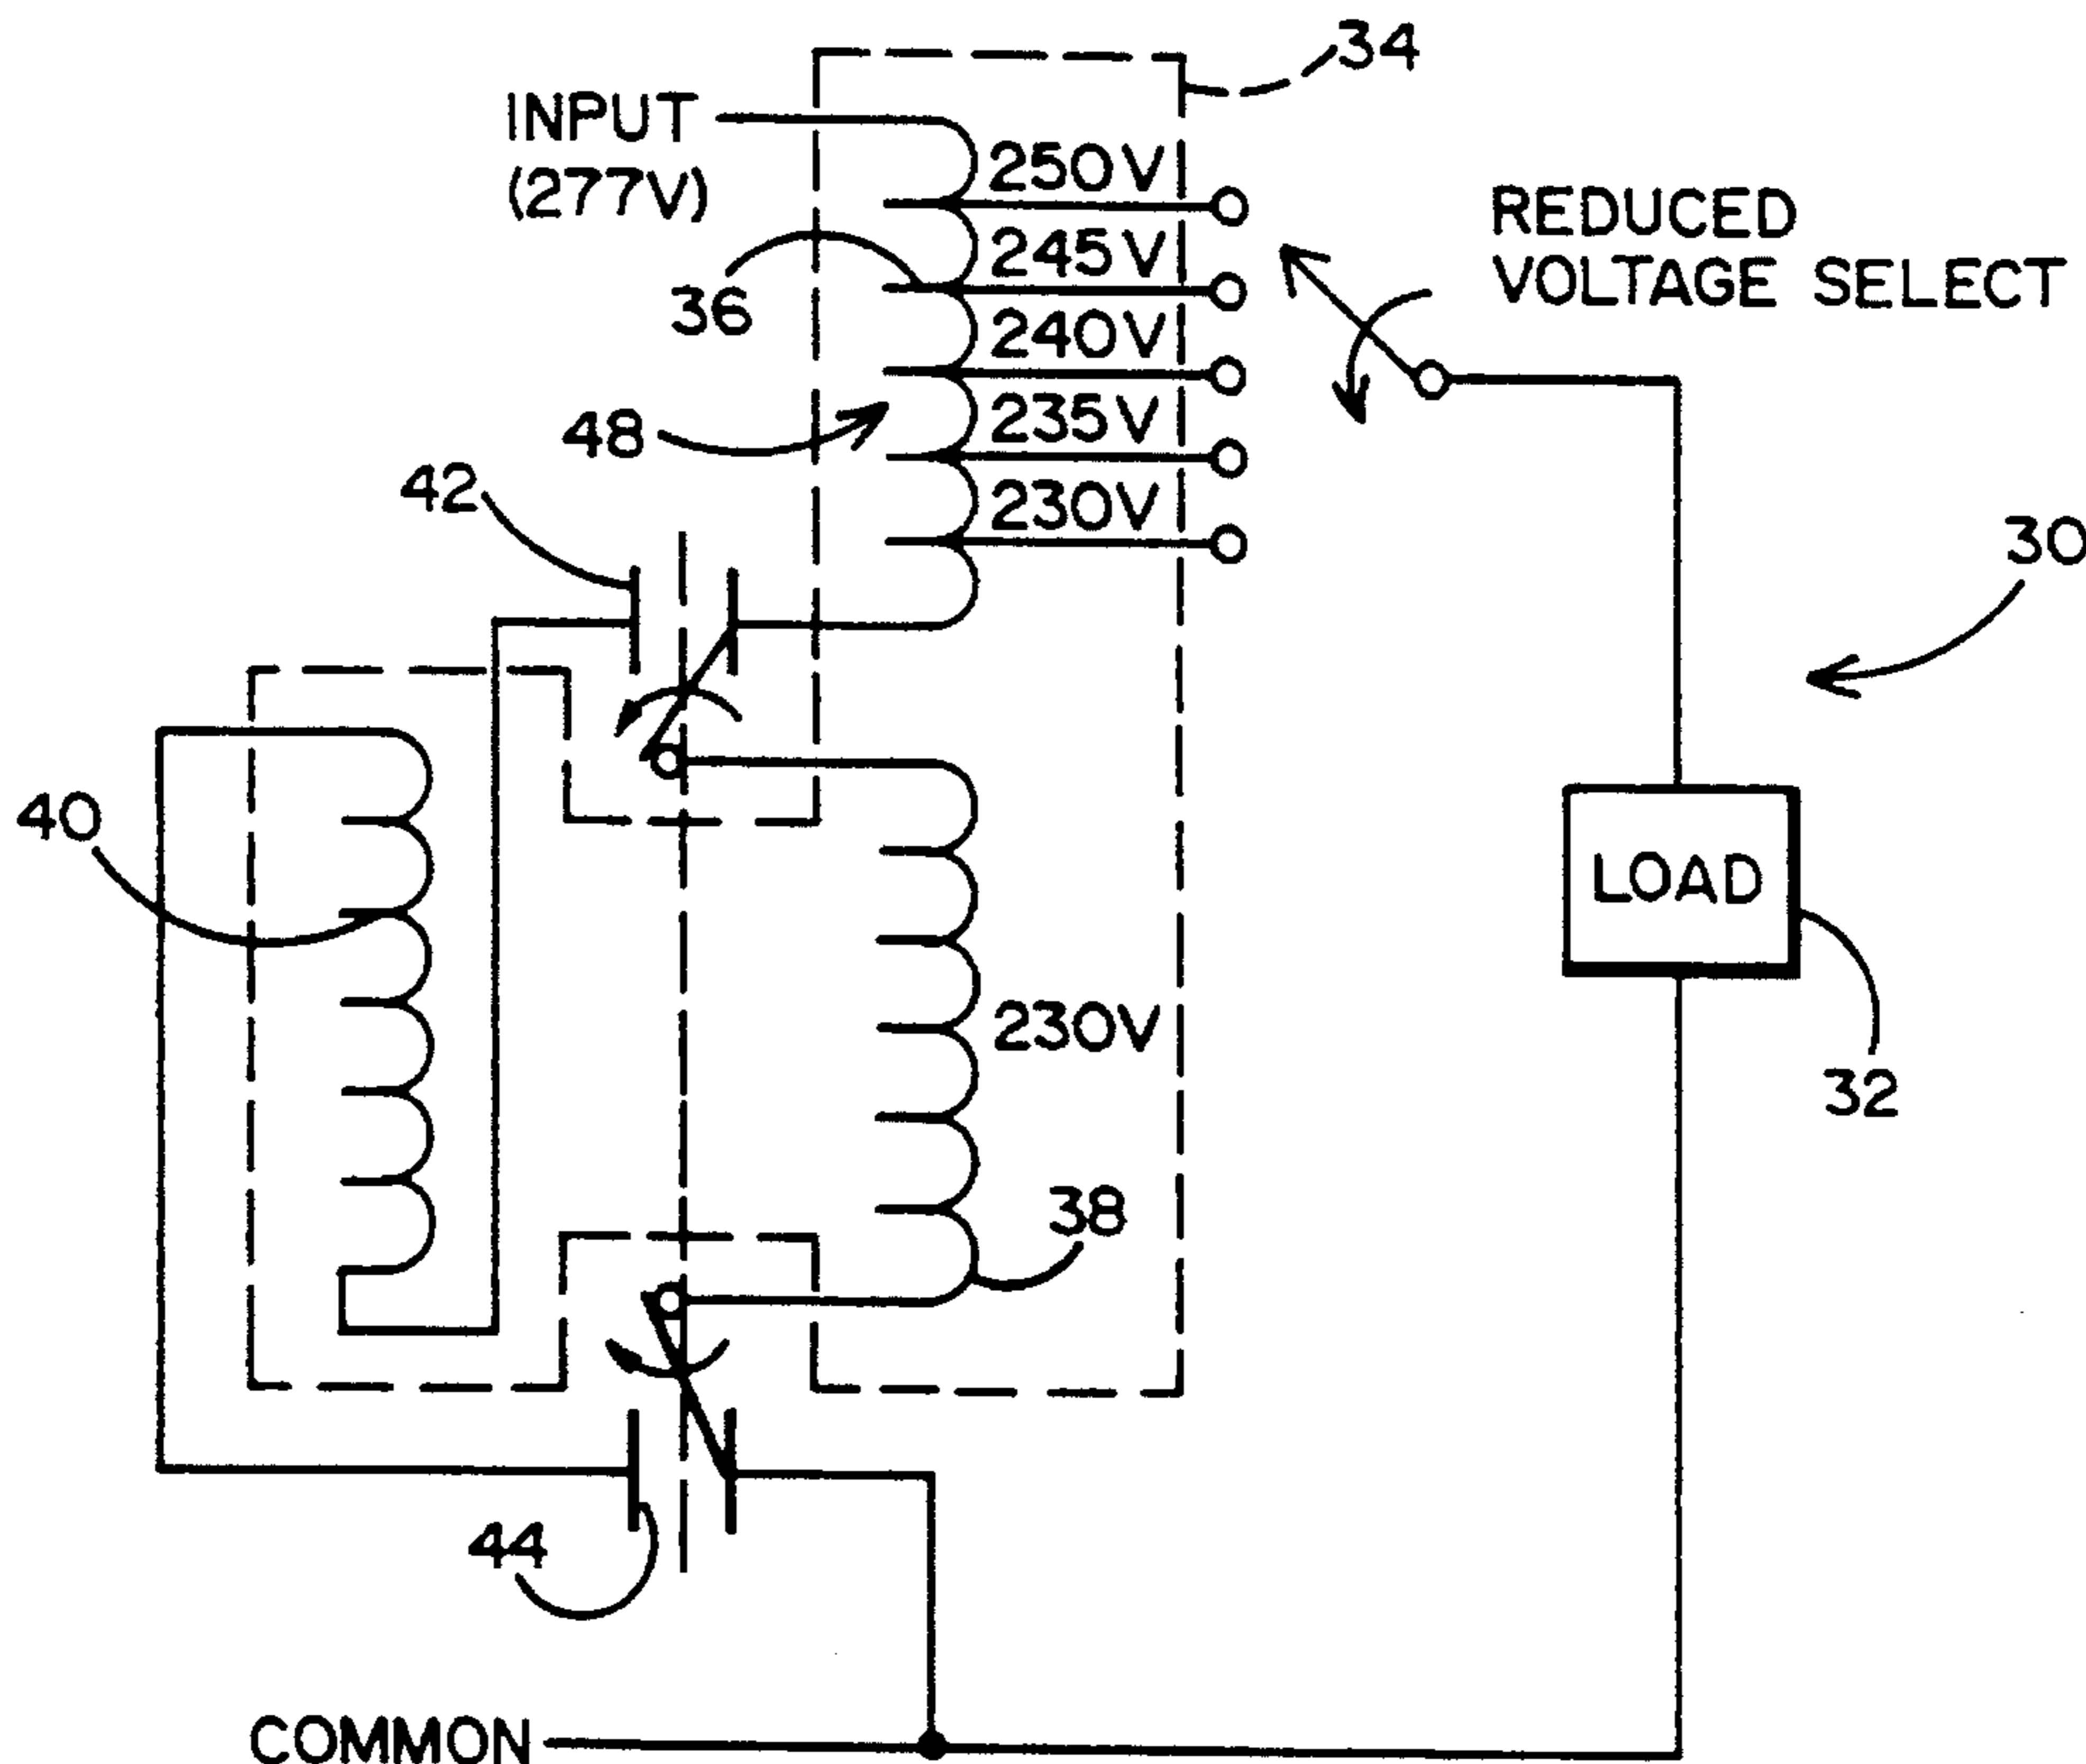 34
INPUT
(277V)
250V
245V
240V
235V
230V
REDUCED
VOLTAGE SELECT
36
48
42
30
40
LOAD
230V
32
38
44
COMMON